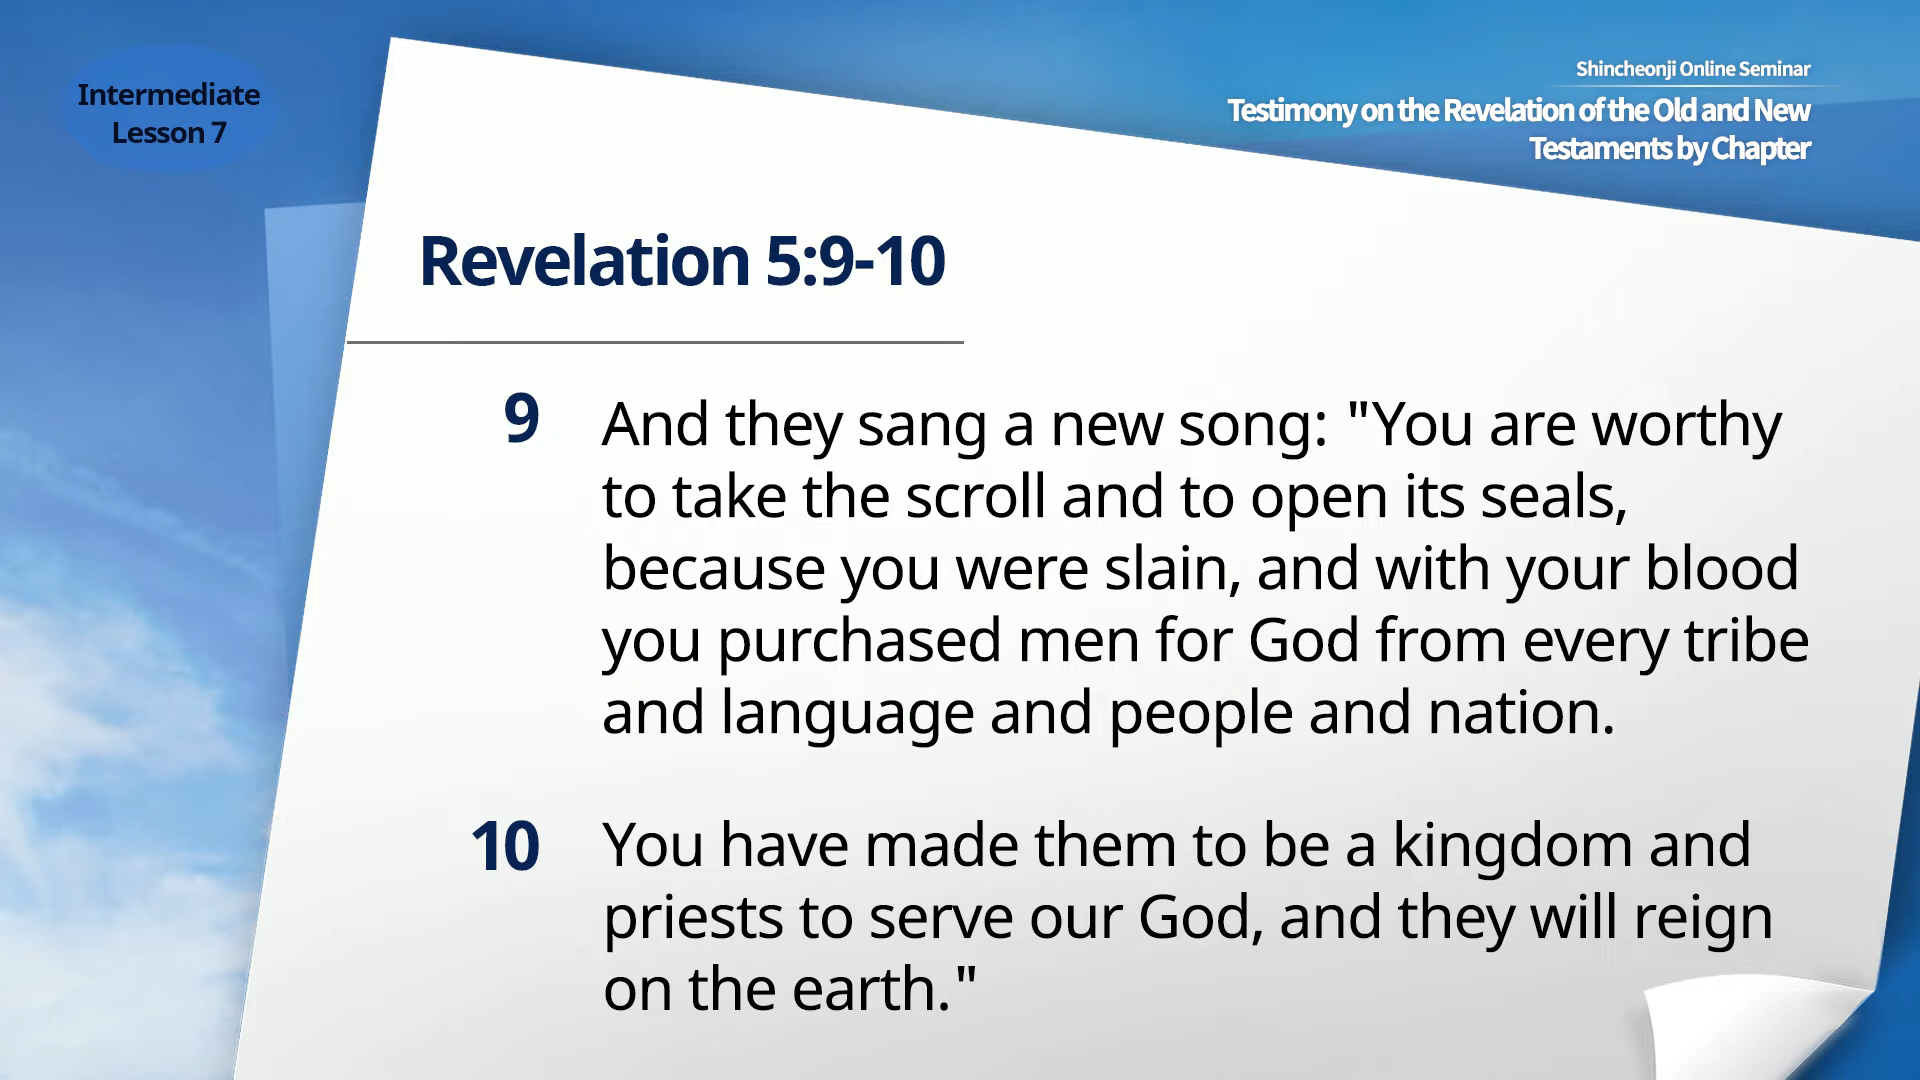 Intermediate
Lesson 7
Shincheonji Online Seminar
Testimony on the Revelation of the Old and New
Testaments by Chapter
Revelation 5:9-10
9 And they sang a new song: "You are worthy
to take the scroll and to open its seals,
because you were slain, and with your blood
you purchased men for God from every tribe
and language and people and nation.
10 You have made them to be a kingdom and
priests to serve our God, and they will reign
on the earth."